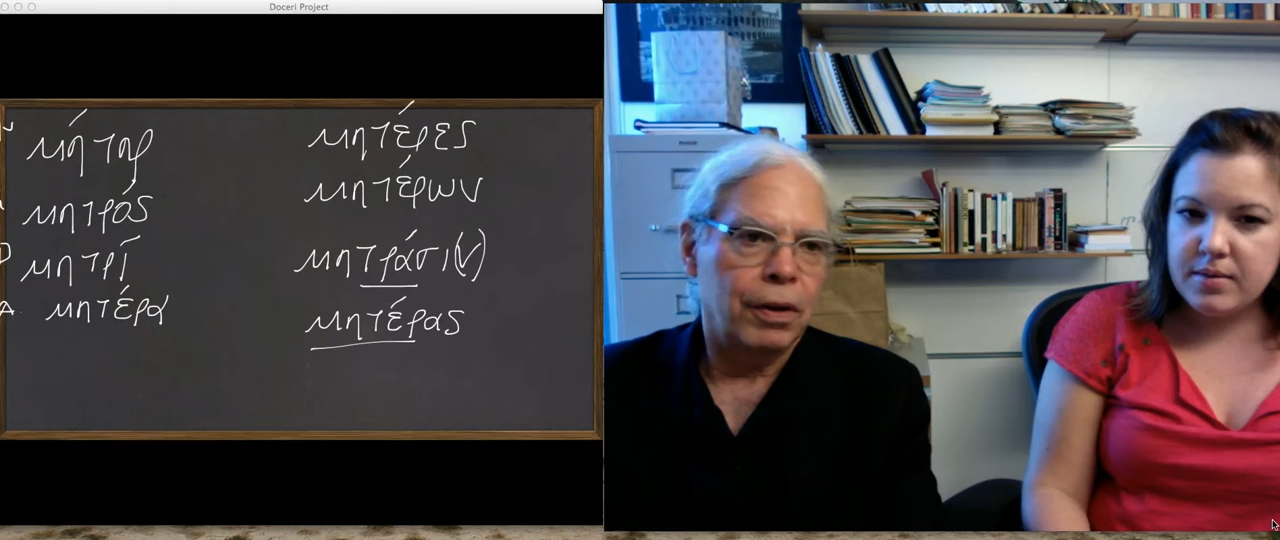 Doceri Project
μήτηρ μητέρες
μητρός μητέρων
D μητρί μητράσι(ν)
A μητέρα μητέρας